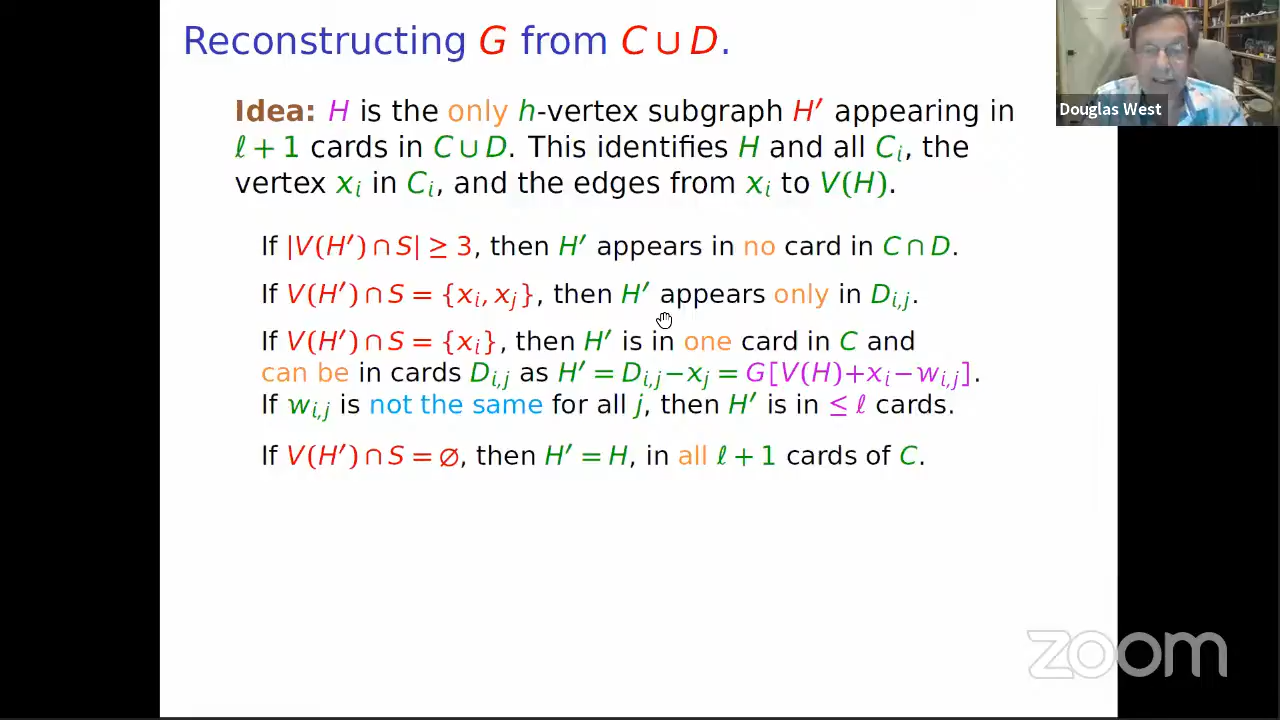 Reconstructing G from C ∪ D.
Douglas West
Idea: H is the only h-vertex subgraph H′ appearing in
ℓ + 1 cards in C ∪ D. This identifies H and all Cᵢ, the
vertex xᵢ in Cᵢ, and the edges from xᵢ to V(H).
If |V(H′) ∩ S| ≥ 3, then H′ appears in no card in C ∩ D.
If V(H′) ∩ S = {xᵢ, xⱼ}, then H′ appears only in Dᵢ,ⱼ.
If V(H′) ∩ S = {xᵢ}, then H′ is in one card in C and
can be in cards Dᵢ,ⱼ as H′ = Dᵢ,ⱼ−xⱼ = G[V(H)+xᵢ−wᵢ,ⱼ].
If wᵢ,ⱼ is not the same for all j, then H′ is in ≤ ℓ cards.
If V(H′) ∩ S = ∅, then H′ = H, in all ℓ + 1 cards of C.
zoom